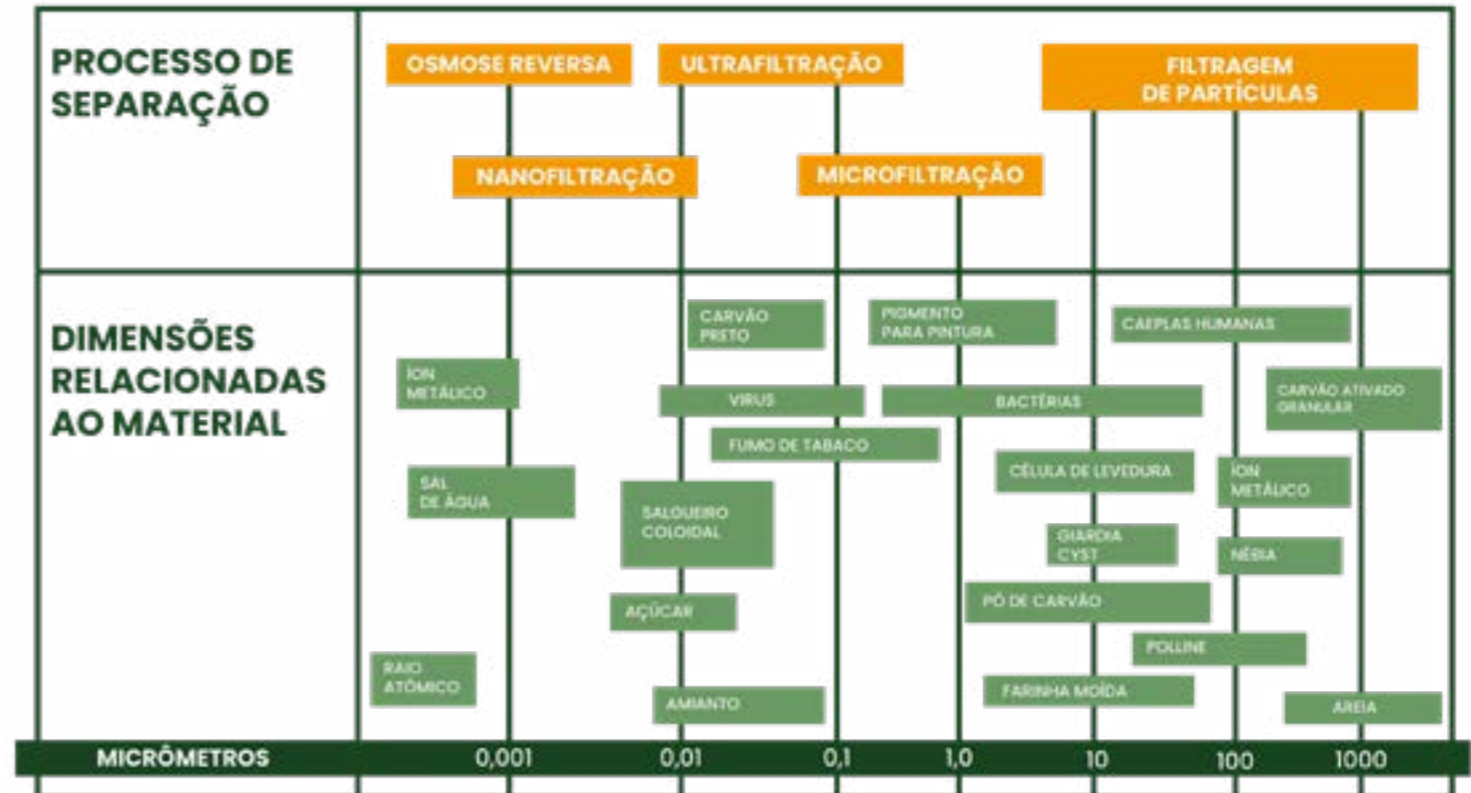 PROCESSO DE
SEPARAÇÃO
OSMOSE REVERSA
ULTRAFILTRAÇÃO
FILTRAGEM
DE PARTÍCULAS
NANOFILTRAÇÃO
MICROFILTRAÇÃO
DIMENSÕES
RELACIONADAS
AO MATERIAL
CARVÃO
PRETO
PIGMENTO
PARA PINTURA
CAEPLAS HUMANAS
ÍON
METÁLICO
VIRUS
BACTÉRIAS
CARVÃO ATIVADO
GRANULAR
FUMO DE TABACO
SAL
DE ÁGUA
SALGUEIRO
COLOIDAL
CÉLULA DE LEVEDURA
ÍON
METÁLICO
GIARDIA
CYST
NÉBIA
AÇÚCAR
PÓ DE CARVÃO
POLLINE
RAIO
ATÔMICO
AMIANTO
FARINHA MOÍDA
AREIA
MICRÔMETROS 0,001 0,01 0,1 1,0 10 100 1000